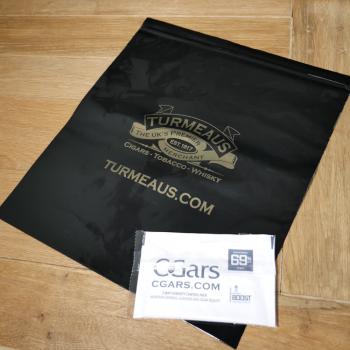 TURMEAUS
THE UK'S PREMIER
EST. 1817
MERCHANT
CIGARS - TOBACCO - WHISKY
TURMEAUS.COM
CGars
69%
CGARS.COM
BOOST